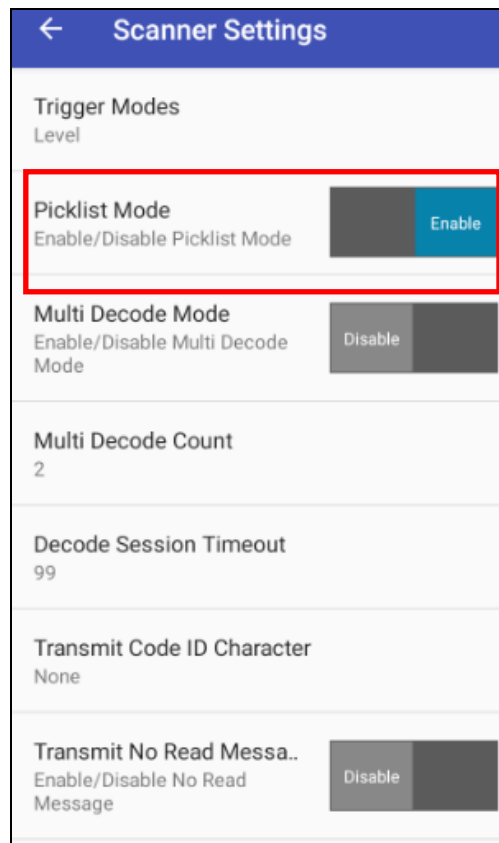 Scanner Settings
Trigger Modes
Level
Picklist Mode
Enable/Disable Picklist Mode
Enable
Multi Decode Mode
Enable/Disable Multi Decode
Mode
Disable
Multi Decode Count
2
Decode Session Timeout
99
Transmit Code ID Character
None
Transmit No Read Messa..
Enable/Disable No Read
Message
Disable